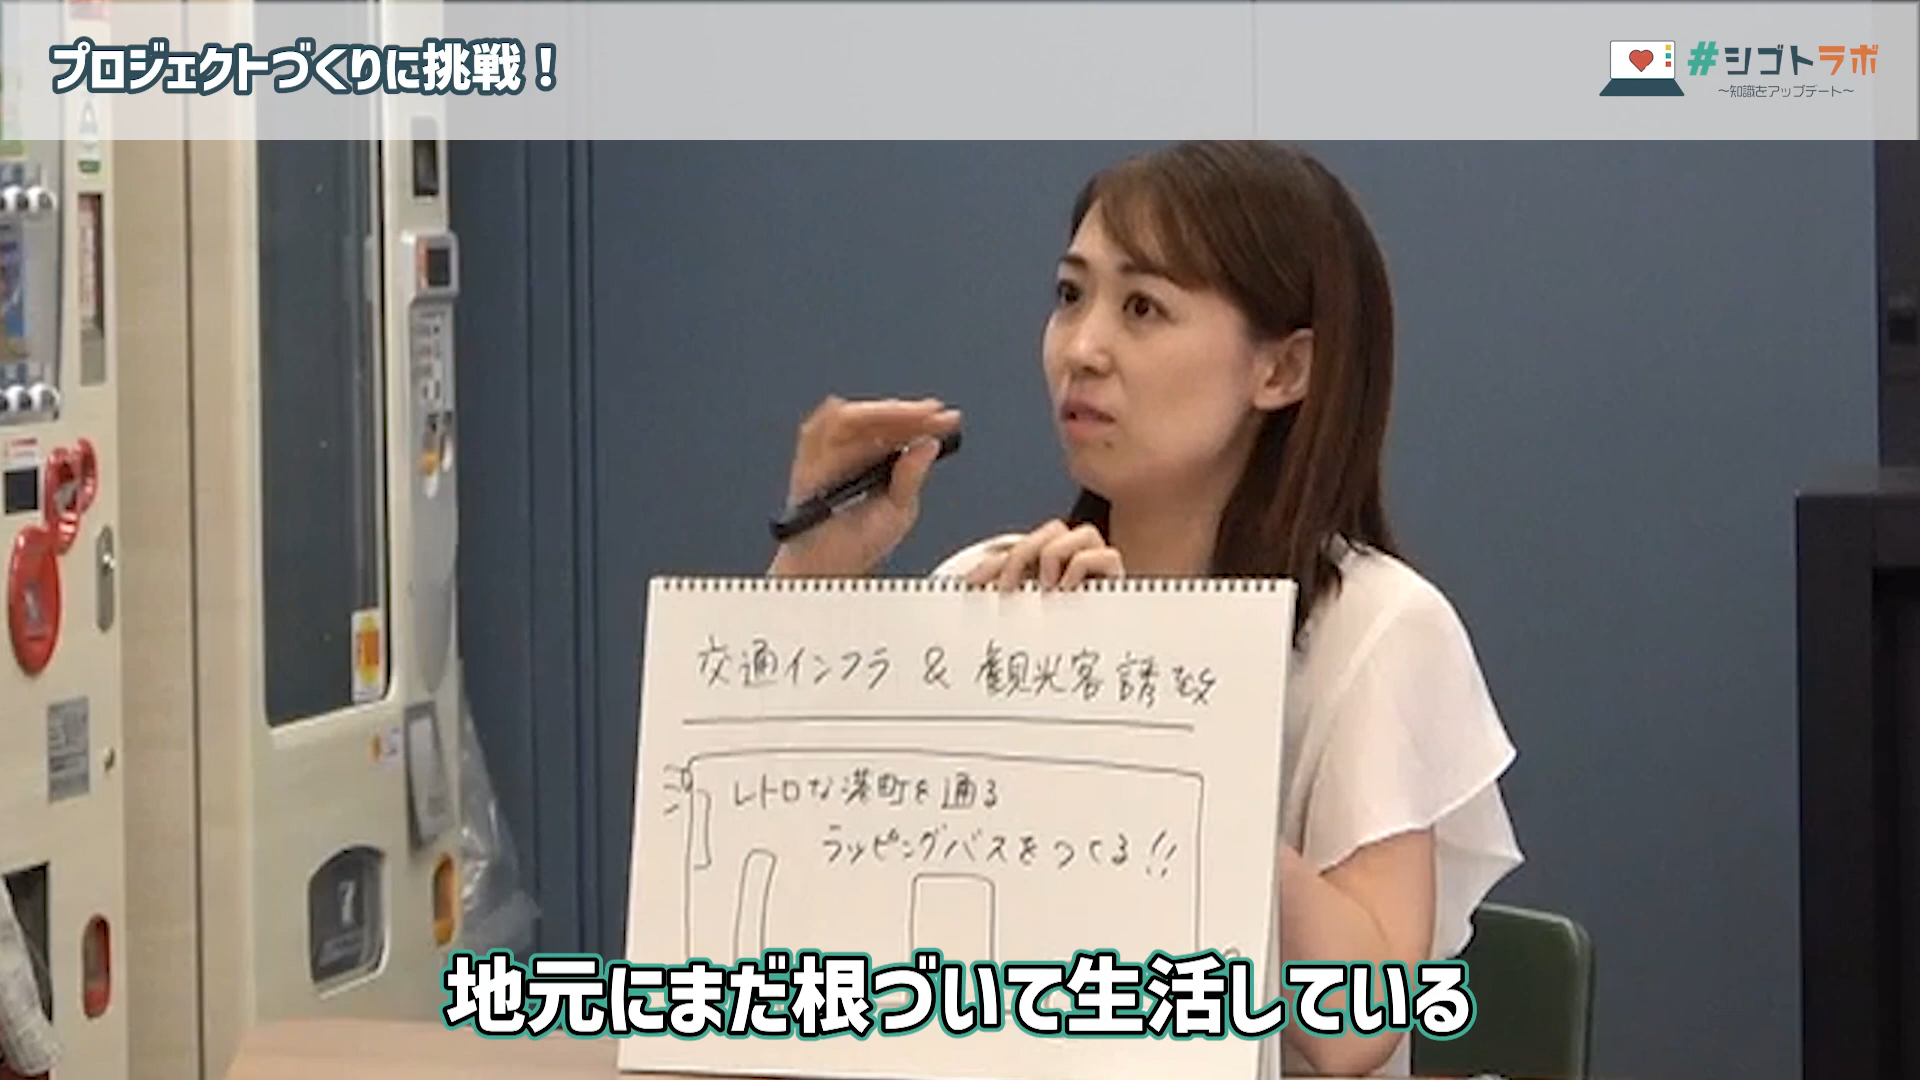 プロジェクトづくりに挑戦！
#シゴトラボ
～知識をアップデート～
交通インフラ & 観光客誘致
レトロな港町を通る
ラッピングバスをつくる!!
地元にまだ根づいて生活している